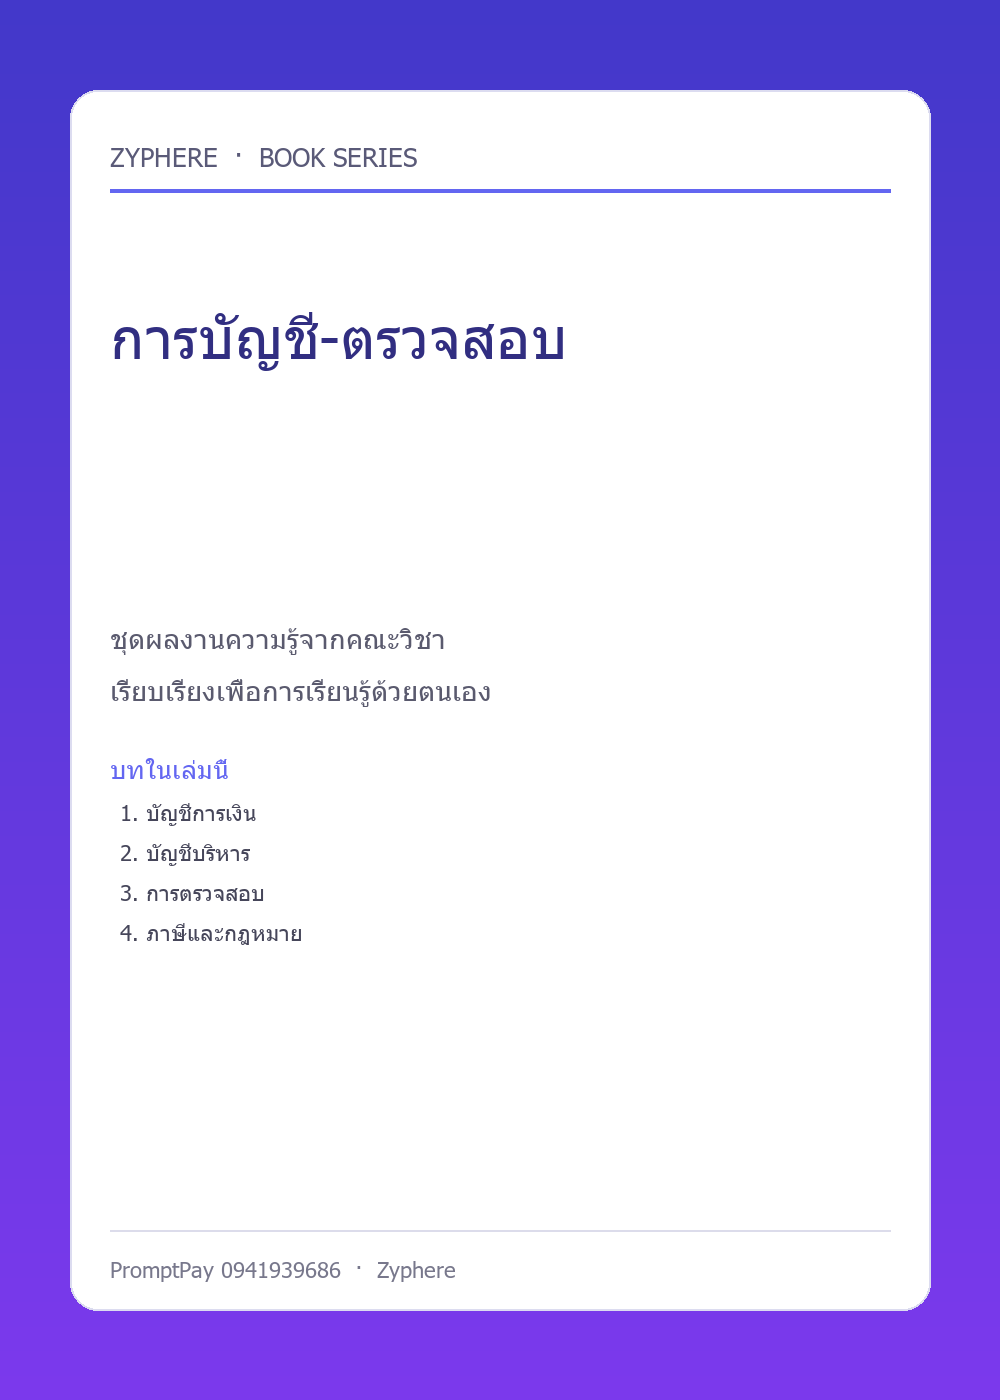 ZYPHERE · BOOK SERIES
การบัญชี-ตรวจสอบ
ชุดผลงานความรู้จากคณะวิชา
เรียบเรียงเพื่อการเรียนรู้ด้วยตนเอง
บทในเล่มนี้
1. บัญชีการเงิน
2. บัญชีบริหาร
3. การตรวจสอบ
4. ภาษีและกฎหมาย
PromptPay 0941939686 · Zyphere